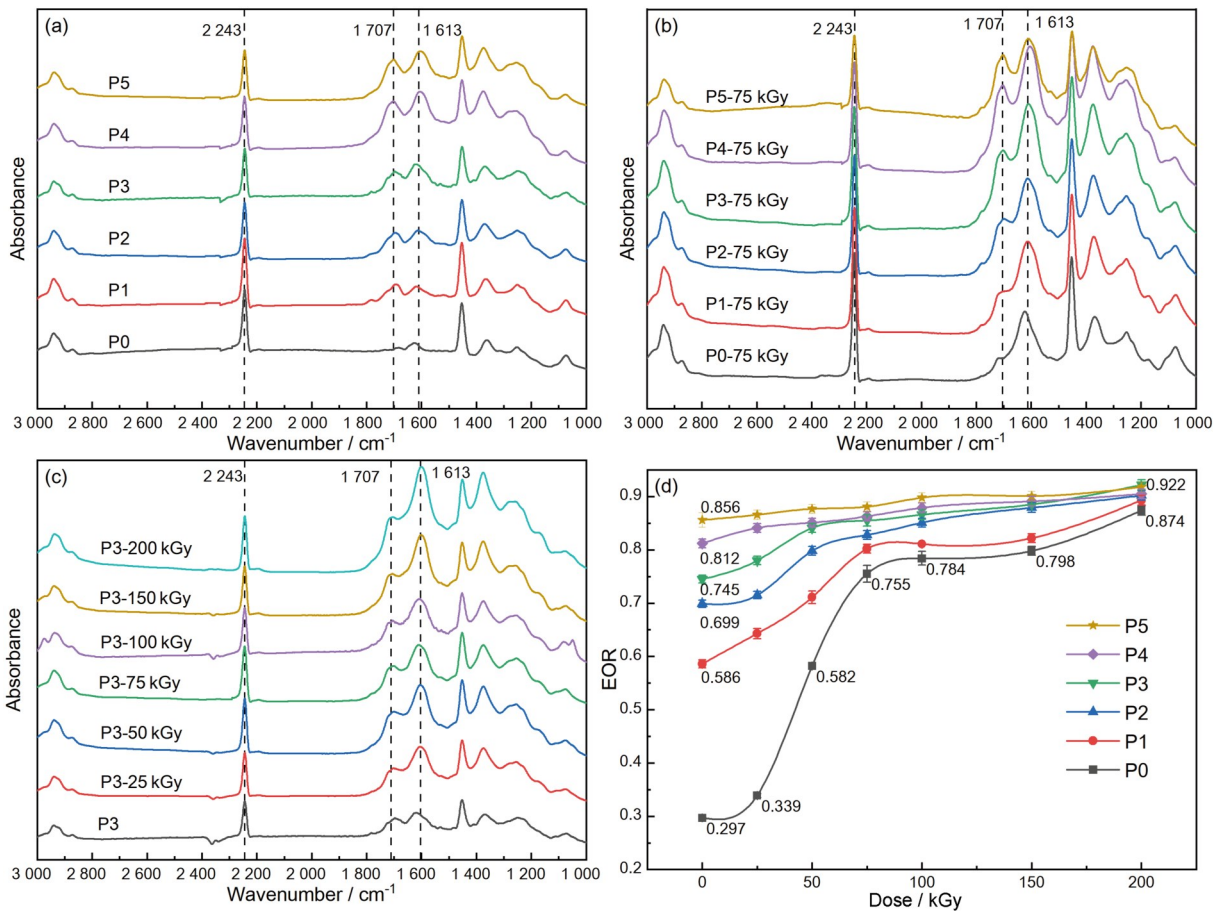 (a)
2 243
1 707
1 613
P5
P4
P3
P2
P1
P0
Absorbance
3 000 2 800 2 600 2 400 2 200 2 000 1 800 1 600 1 400 1 200 1 000
Wavenumber / cm⁻¹
(b)
2 243
1 707
1 613
P5-75 kGy
P4-75 kGy
P3-75 kGy
P2-75 kGy
P1-75 kGy
P0-75 kGy
Absorbance
3 000 2 800 2 600 2 400 2 200 2 000 1 800 1 600 1 400 1 200 1 000
Wavenumber / cm⁻¹
(c)
2 243
1 707
1 613
P3-200 kGy
P3-150 kGy
P3-100 kGy
P3-75 kGy
P3-50 kGy
P3-25 kGy
P3
Absorbance
3 000 2 800 2 600 2 400 2 200 2 000 1 800 1 600 1 400 1 200 1 000
Wavenumber / cm⁻¹
(d)
0.9
0.8
0.7
0.6
0.5
0.4
0.3
0.2
EOR
0.856
0.812
0.745
0.699
0.586
0.297
0.339
0.582
0.755
0.784
0.798
0.922
0.874
P5
P4
P3
P2
P1
P0
0 50 100 150 200
Dose / kGy